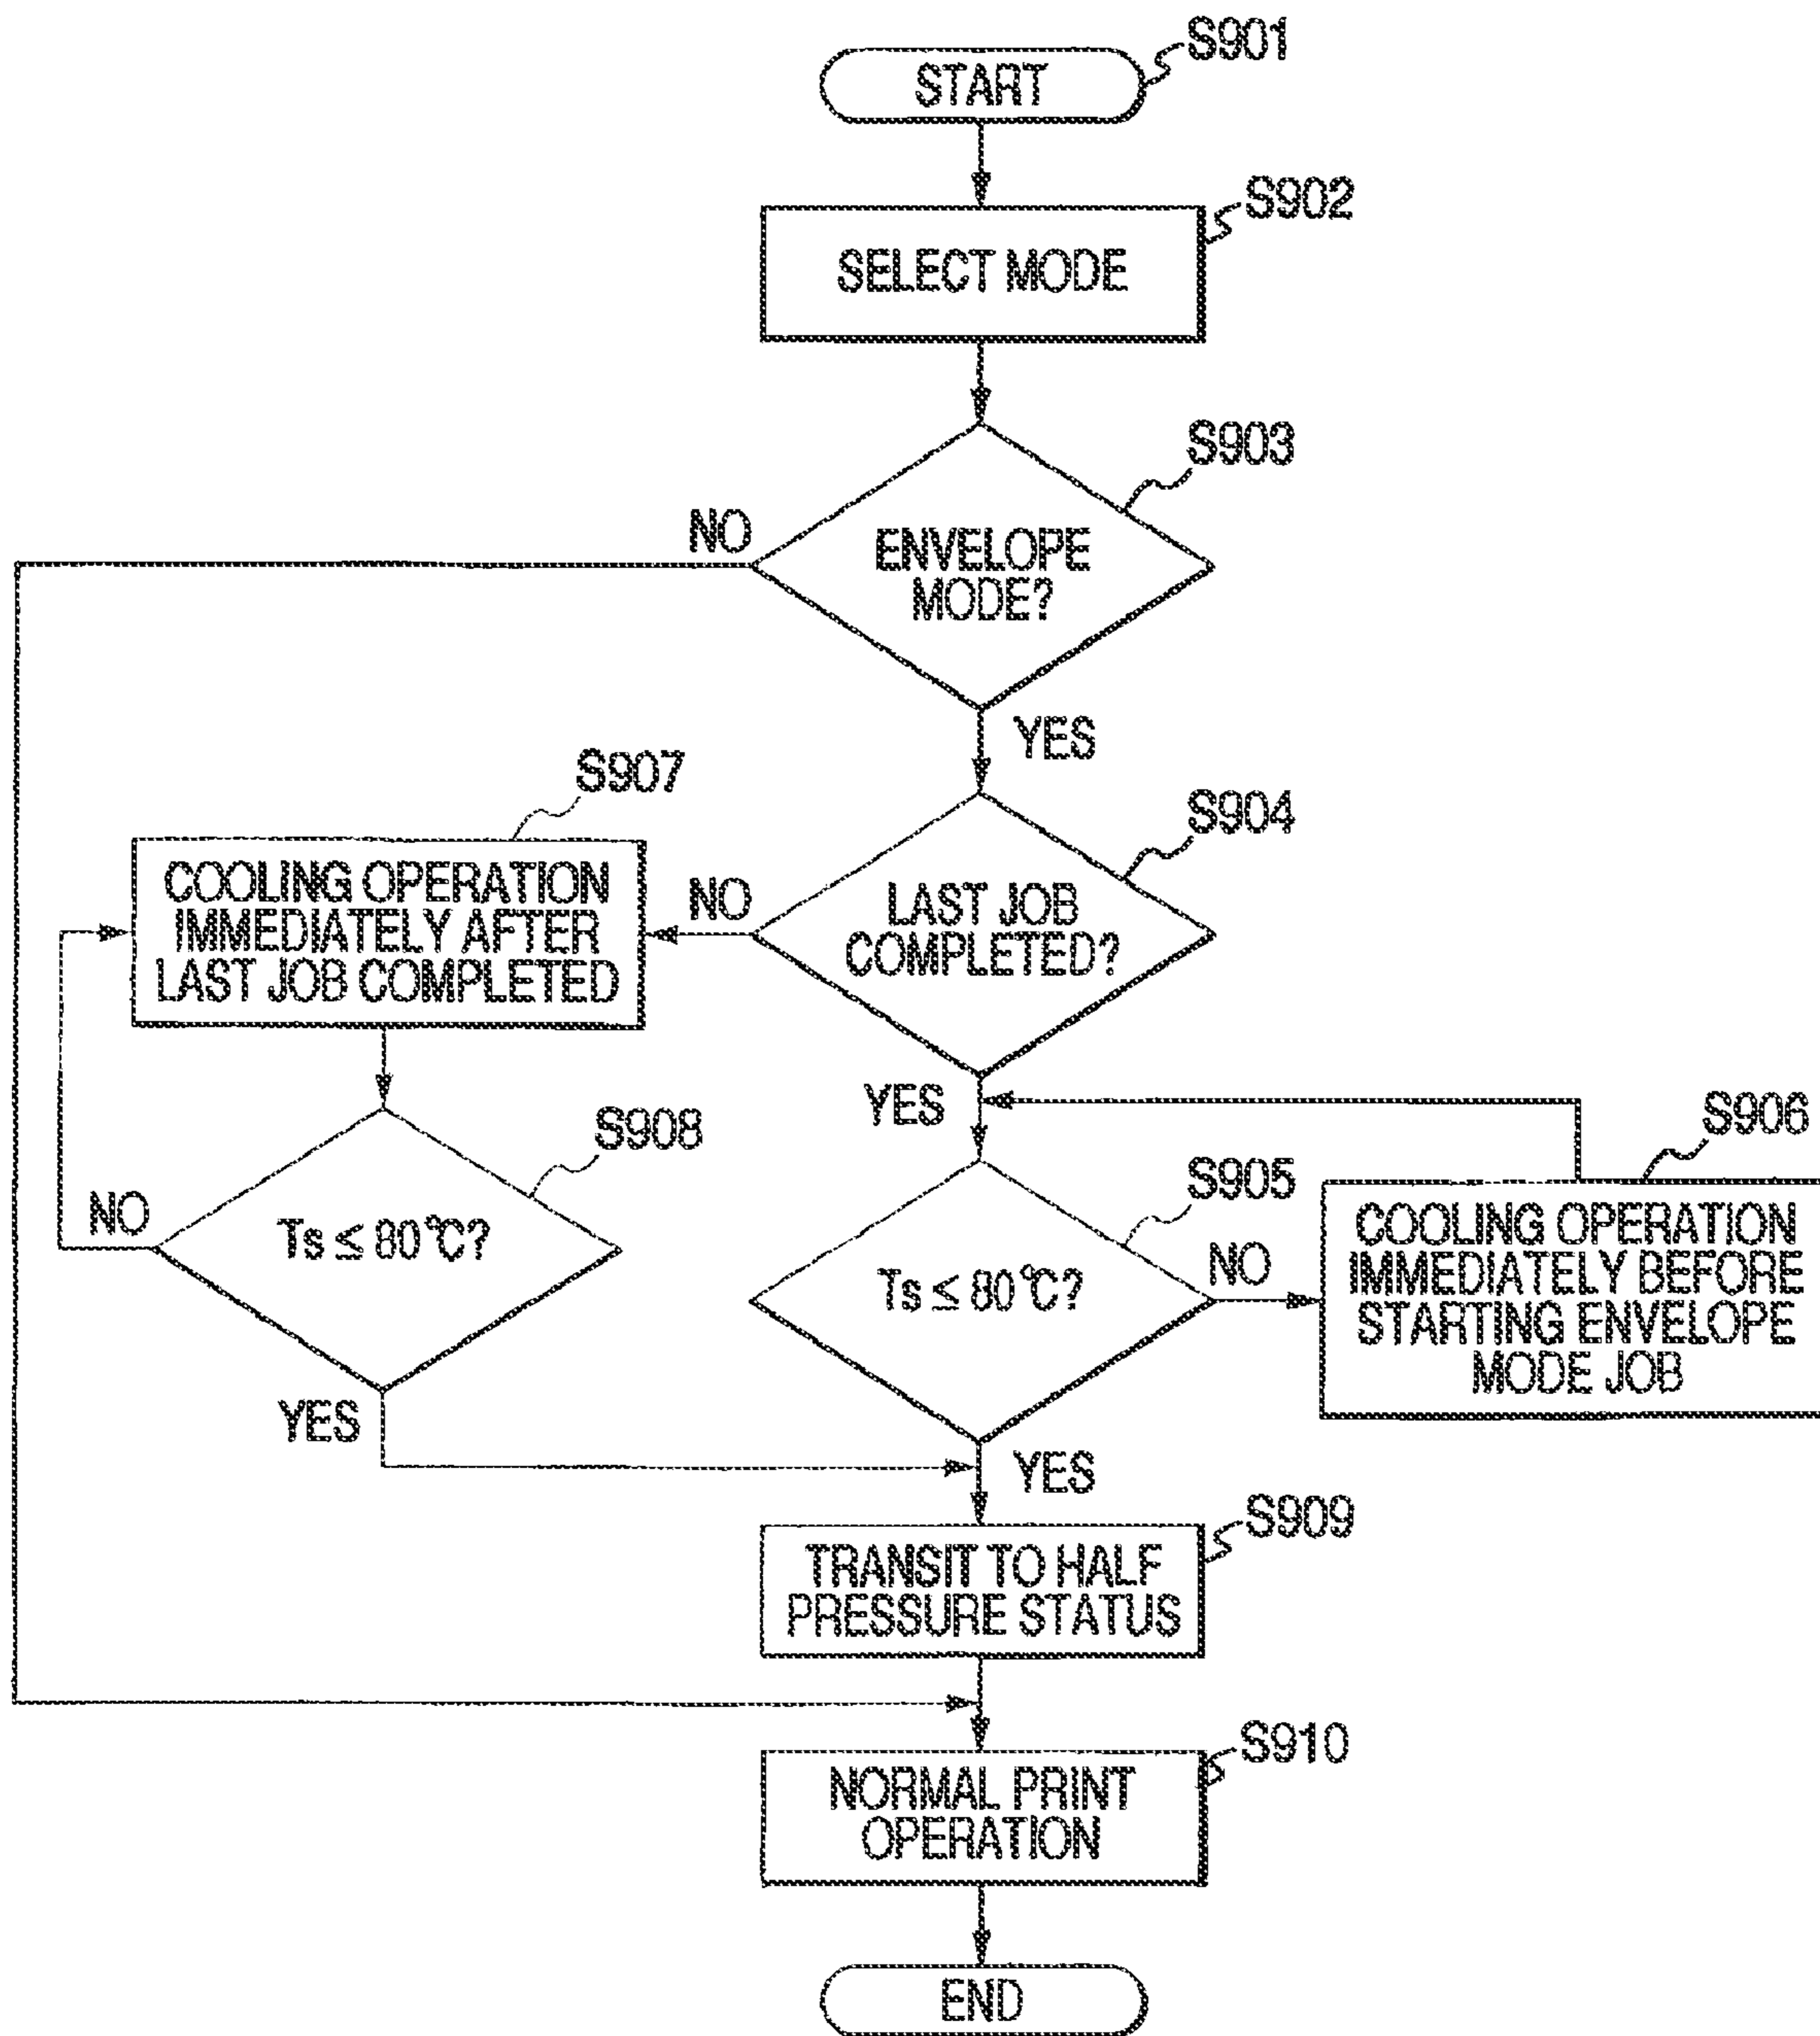 START
S901
SELECT MODE
S902
S903
NO
ENVELOPE
MODE?
YES
S907
S904
COOLING OPERATION
IMMEDIATELY AFTER
LAST JOB COMPLETED
NO
LAST JOB
COMPLETED?
YES
S908
S906
S905
NO
Ts ≤ 80°C?
Ts ≤ 80°C?
NO
COOLING OPERATION
IMMEDIATELY BEFORE
STARTING ENVELOPE
MODE JOB
YES
YES
S909
TRANSIT TO HALF
PRESSURE STATUS
S910
NORMAL PRINT
OPERATION
END